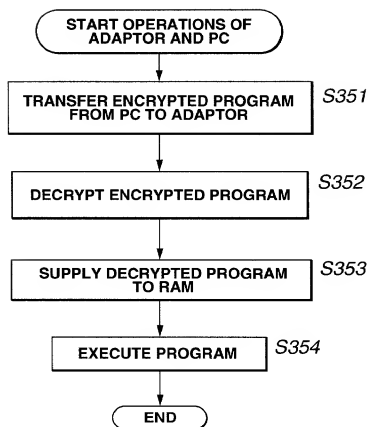 START OPERATIONS OF
ADAPTOR AND PC
TRANSFER ENCRYPTED PROGRAM
FROM PC TO ADAPTOR
S351
DECRYPT ENCRYPTED PROGRAM
S352
SUPPLY DECRYPTED PROGRAM
TO RAM
S353
EXECUTE PROGRAM
S354
END